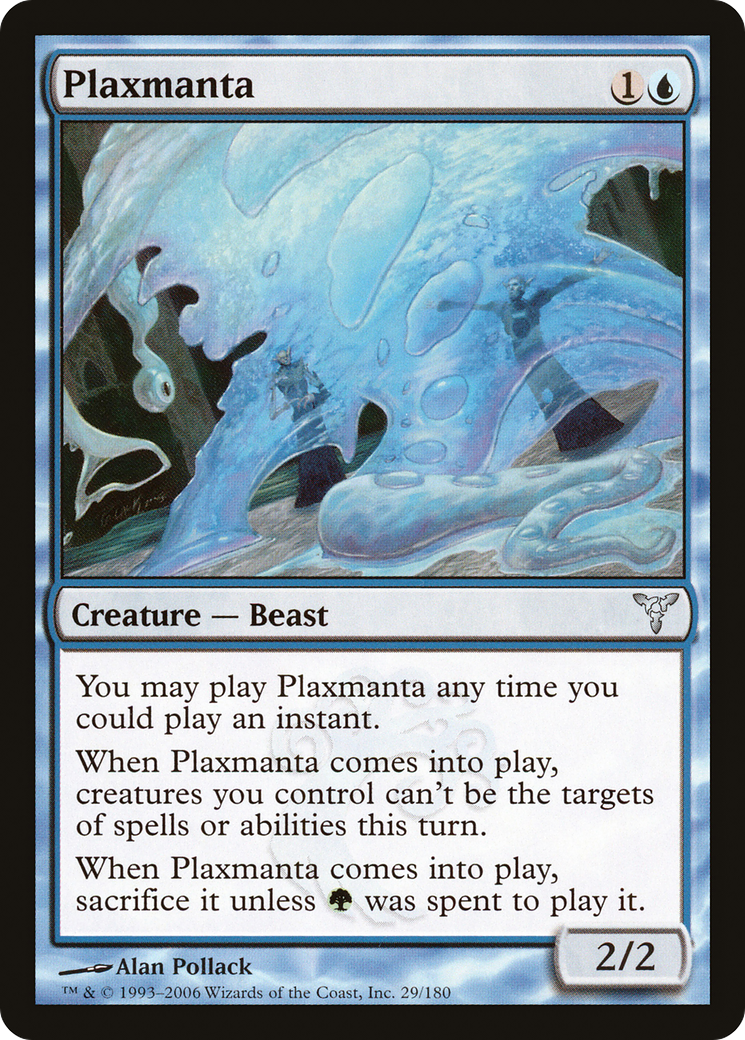 Plaxmanta 1
Creature — Beast
You may play Plaxmanta any time you
could play an instant.
When Plaxmanta comes into play,
creatures you control can't be the targets
of spells or abilities this turn.
When Plaxmanta comes into play,
sacrifice it unless was spent to play it.
2/2
Alan Pollack
™ & © 1993–2006 Wizards of the Coast, Inc. 29/180